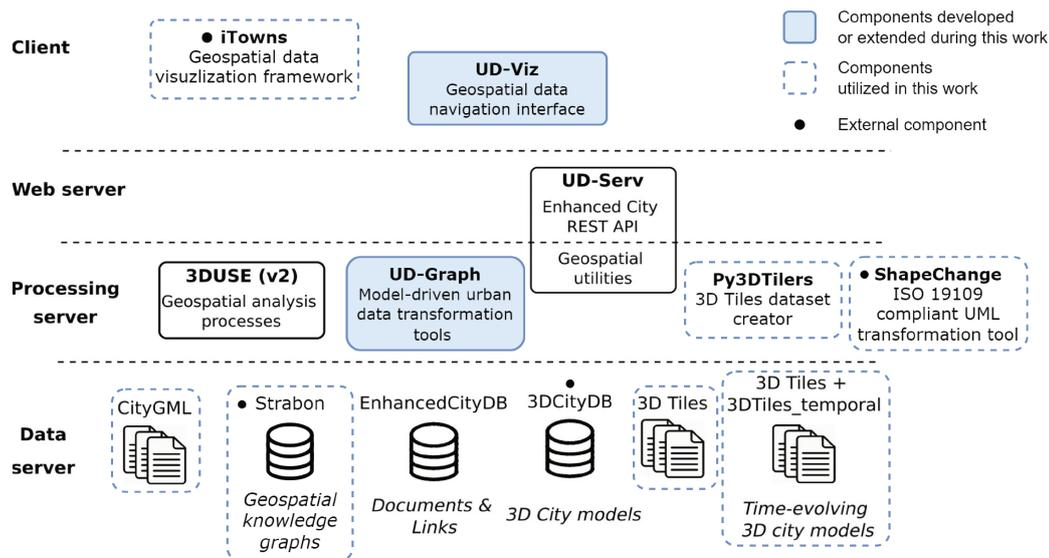 Client
● iTowns
Geospatial data
visuzlization framework
UD-Viz
Geospatial data
navigation interface
Components developed
or extended during this work
Components
utilized in this work
● External component
Web server
UD-Serv
Enhanced City
REST API
Geospatial
utilities
Processing
server
3DUSE (v2)
Geospatial analysis
processes
UD-Graph
Model-driven urban
data transformation
tools
Py3DTilers
3D Tiles dataset
creator
● ShapeChange
ISO 19109
compliant UML
transformation tool
Data
server
CityGML
● Strabon
Geospatial
knowledge
graphs
EnhancedCityDB
Documents &
Links
●
3DCityDB
3D City models
3D Tiles
3D Tiles +
3DTiles_temporal
Time-evolving
3D city models